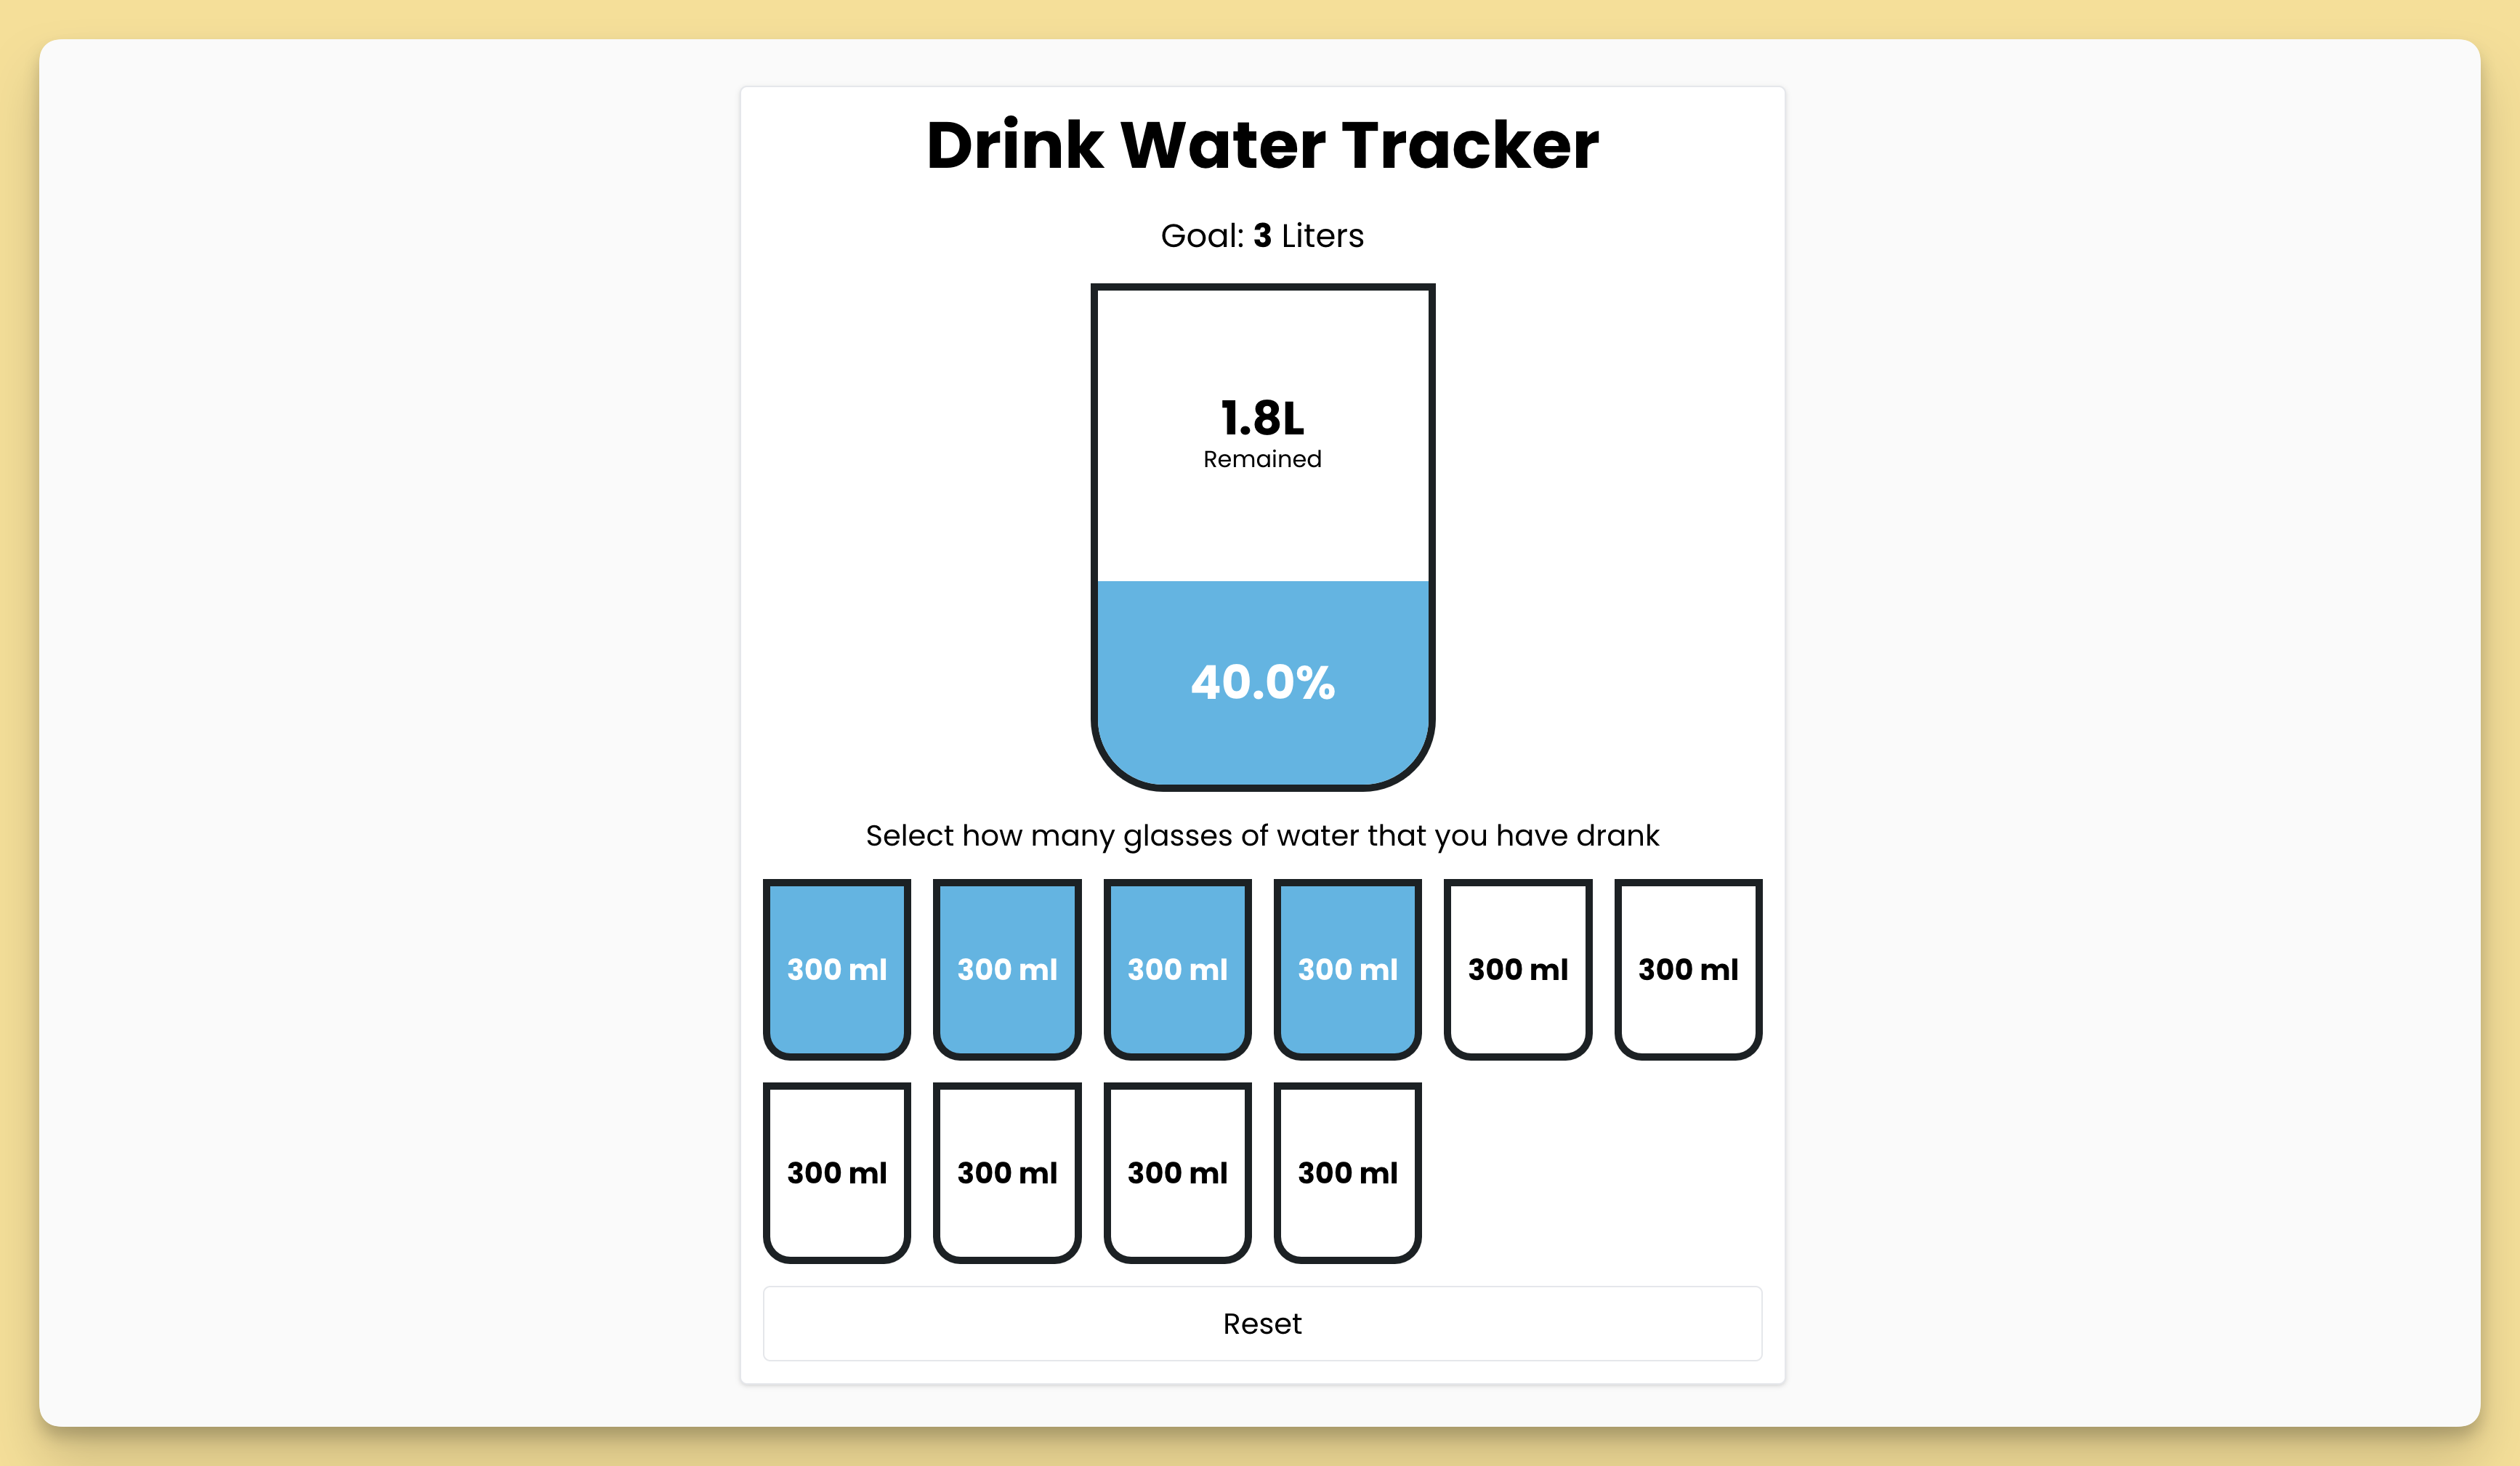 Drink Water Tracker
Goal: 3 Liters
1.8L
Remained
40.0%
Select how many glasses of water that you have drank
300 ml 300 ml 300 ml 300 ml 300 ml 300 ml
300 ml 300 ml 300 ml 300 ml
Reset